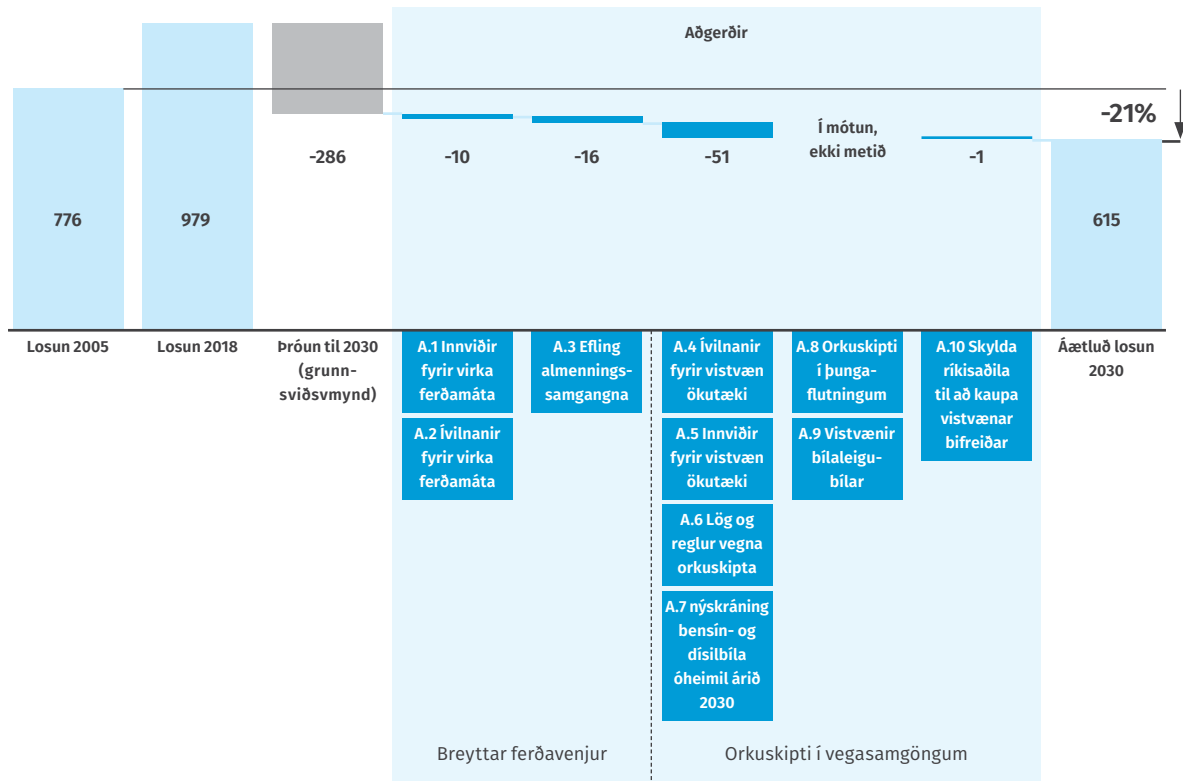 Aðgerðir
-21%
-286
-10
-16
-51
Í mótun,
ekki metið
-1
776
979
615
Losun 2005
Losun 2018
Þróun til 2030
(grunn-
sviðsvmynd)
A.1 Innviðir
fyrir virka
ferðamáta
A.2 Ívilnanir
fyrir virka
ferðamáta
A.3 Efling
almennings-
samgangna
A.4 Ívilnanir
fyrir vistvæn
ökutæki
A.5 Innviðir
fyrir vistvæn
ökutæki
A.6 Lög og
reglur vegna
orkuskipta
A.7 nýskráning
bensín- og
dísilbíla
óheimil árið
2030
A.8 Orkuskipti
í þunga-
flutningum
A.9 Vistvænir
bílaleigu-
bílar
A.10 Skylda
ríkisaðila
til að kaupa
vistvænar
bifreiðar
Áætluð losun
2030
Breyttar ferðavenjur
Orkuskipti í vegasamgöngum